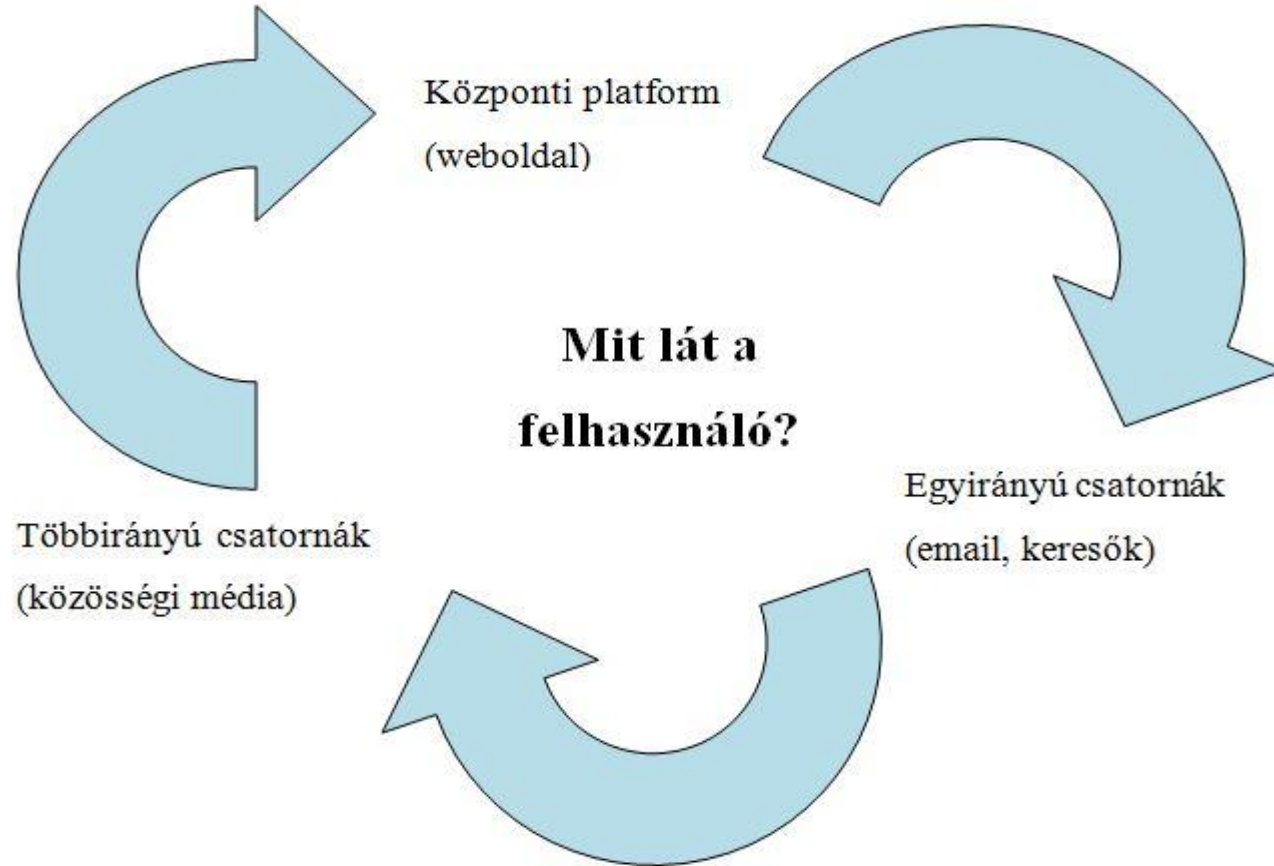 Központi platform
(weboldal)
Mit lát a
felhasználó?
Egyirányú csatornák
(email, keresők)
Többirányú csatornák
(közösségi média)